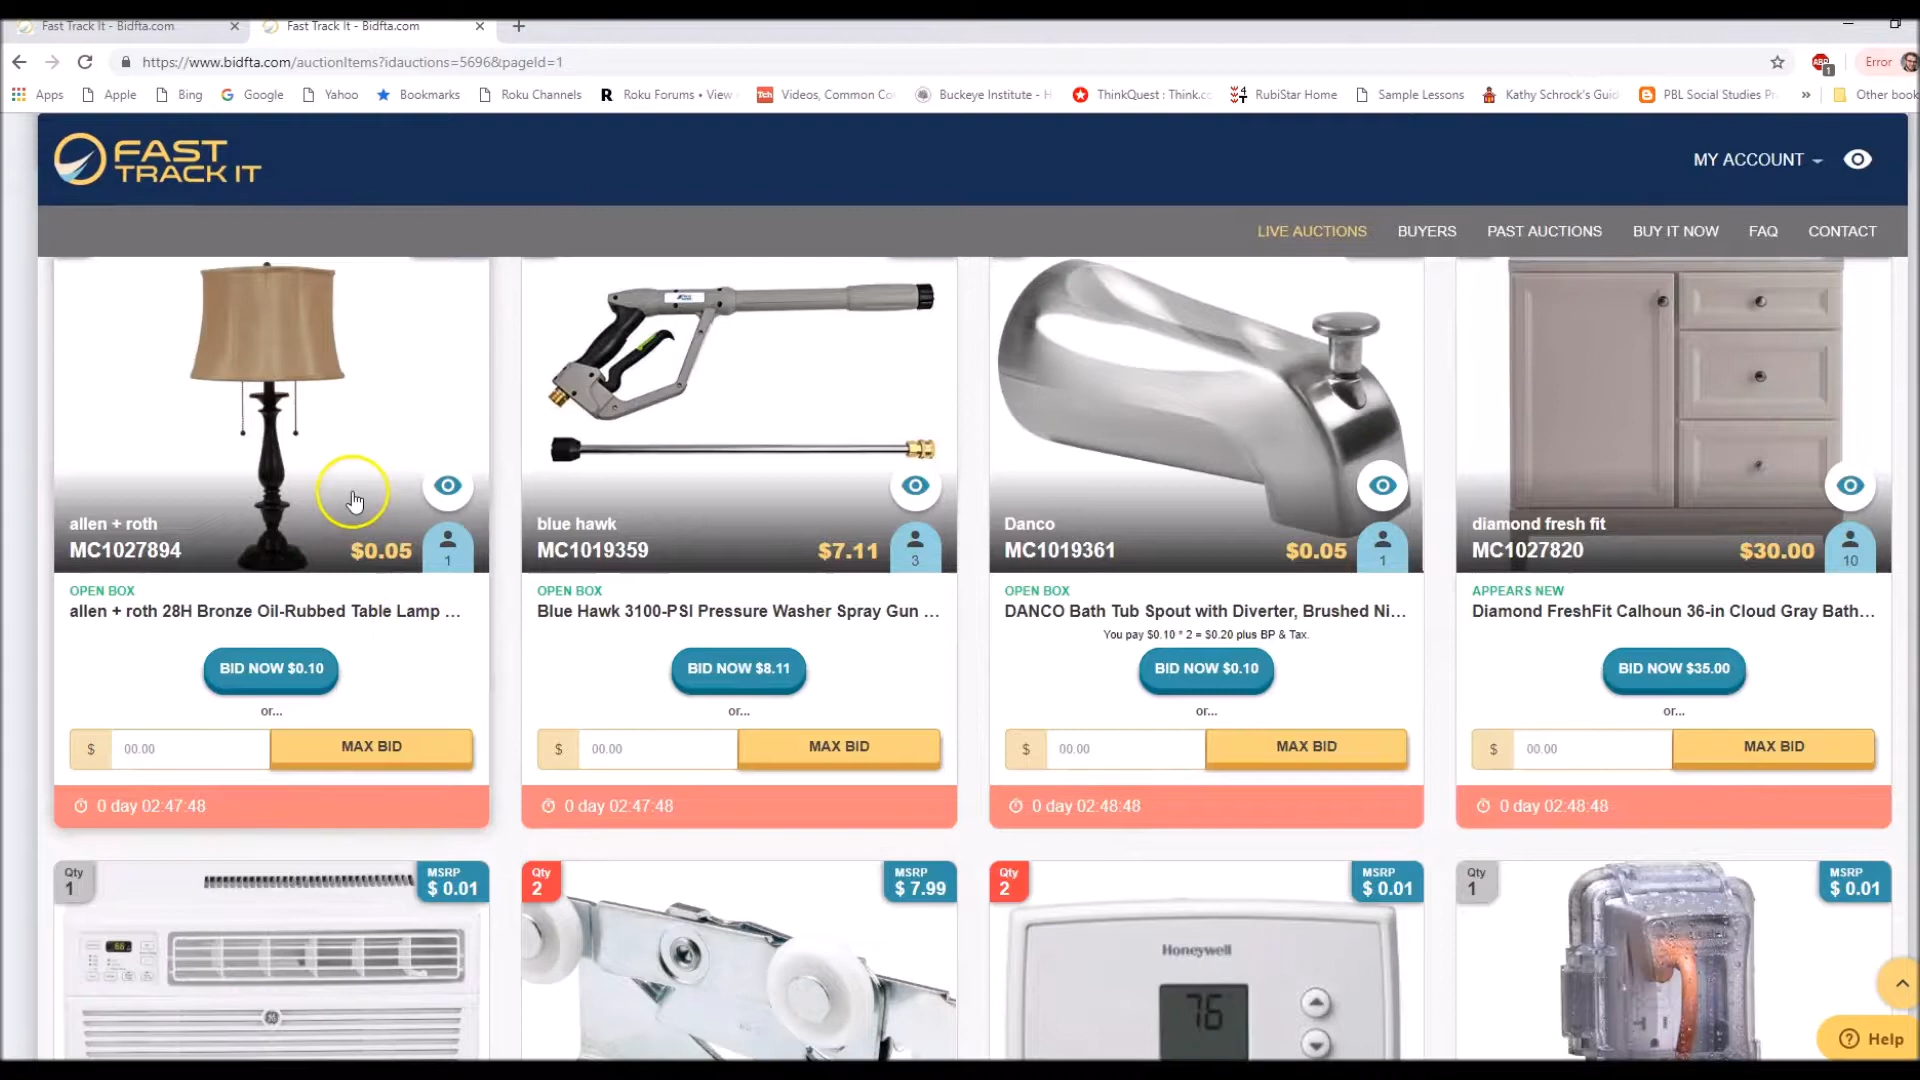 Fast Track It - Bidfta.com
Fast Track It - Bidfta.com
https://www.bidfta.com/auctionItems?idauctions=5696&pageId=1
ABP
1
Error
Apps
Apple
Bing
Google
Yahoo
Bookmarks
Roku Channels
Roku Forums • View
Videos, Common Co
Buckeye Institute - H
ThinkQuest : Think.c
RubiStar Home
Sample Lessons
Kathy Schrock's Guid
PBL Social Studies P
»
Other book
FAST
TRACK IT
MY ACCOUNT
LIVE AUCTIONS
BUYERS
PAST AUCTIONS
BUY IT NOW
FAQ
CONTACT
allen + roth
MC1027894
$0.05
1
OPEN BOX
allen + roth 28H Bronze Oil-Rubbed Table Lamp ...
BID NOW $0.10
or...
$ 00.00
MAX BID
0 day 02:47:48
blue hawk
MC1019359
$7.11
3
OPEN BOX
Blue Hawk 3100-PSI Pressure Washer Spray Gun ...
BID NOW $8.11
or...
$ 00.00
MAX BID
0 day 02:47:48
Danco
MC1019361
$0.05
1
OPEN BOX
DANCO Bath Tub Spout with Diverter, Brushed Ni...
You pay $0.10 * 2 = $0.20 plus BP & Tax.
BID NOW $0.10
or...
$ 00.00
MAX BID
0 day 02:48:48
diamond fresh fit
MC1027820
$30.00
10
APPEARS NEW
Diamond FreshFit Calhoun 36-in Cloud Gray Bath...
BID NOW $35.00
or...
$ 00.00
MAX BID
0 day 02:48:48
Qty
1
MSRP
$ 0.01
Qty
2
MSRP
$ 7.99
Qty
2
MSRP
$ 0.01
Honeywell
76
Qty
1
MSRP
$ 0.01
Help